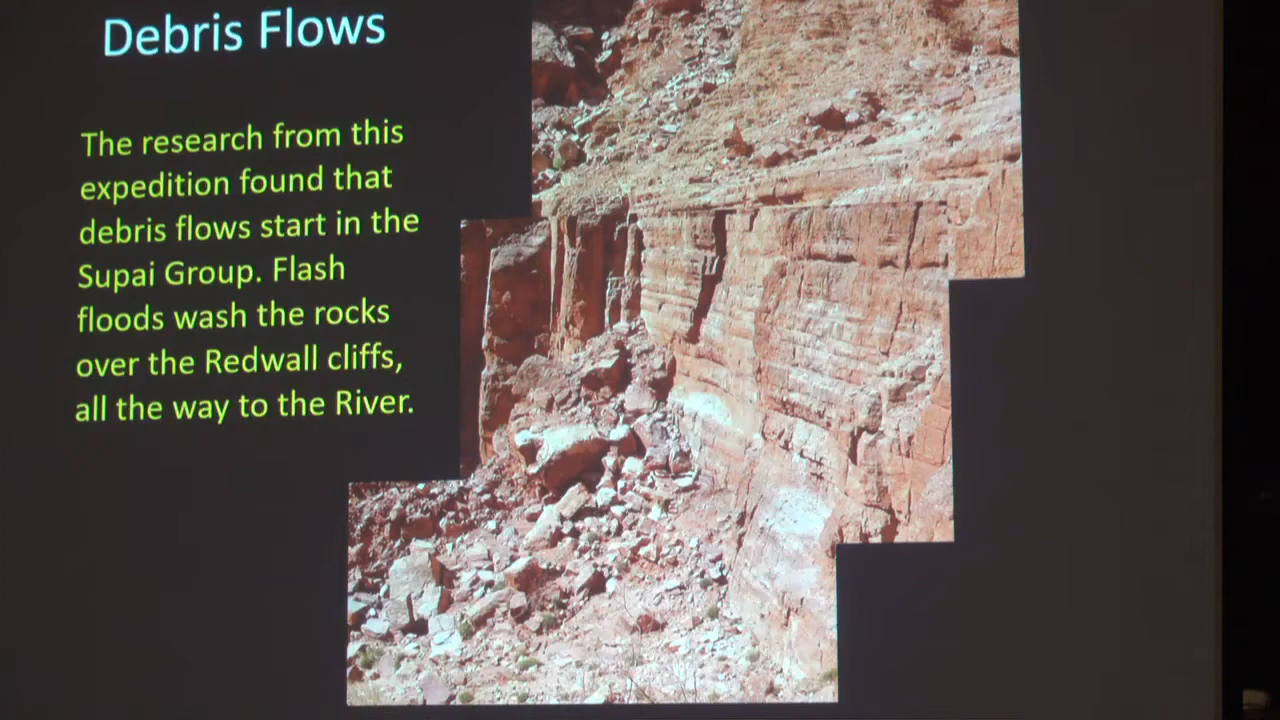 Debris Flows
The research from this
expedition found that
debris flows start in the
Supai Group. Flash
floods wash the rocks
over the Redwall cliffs,
all the way to the River.